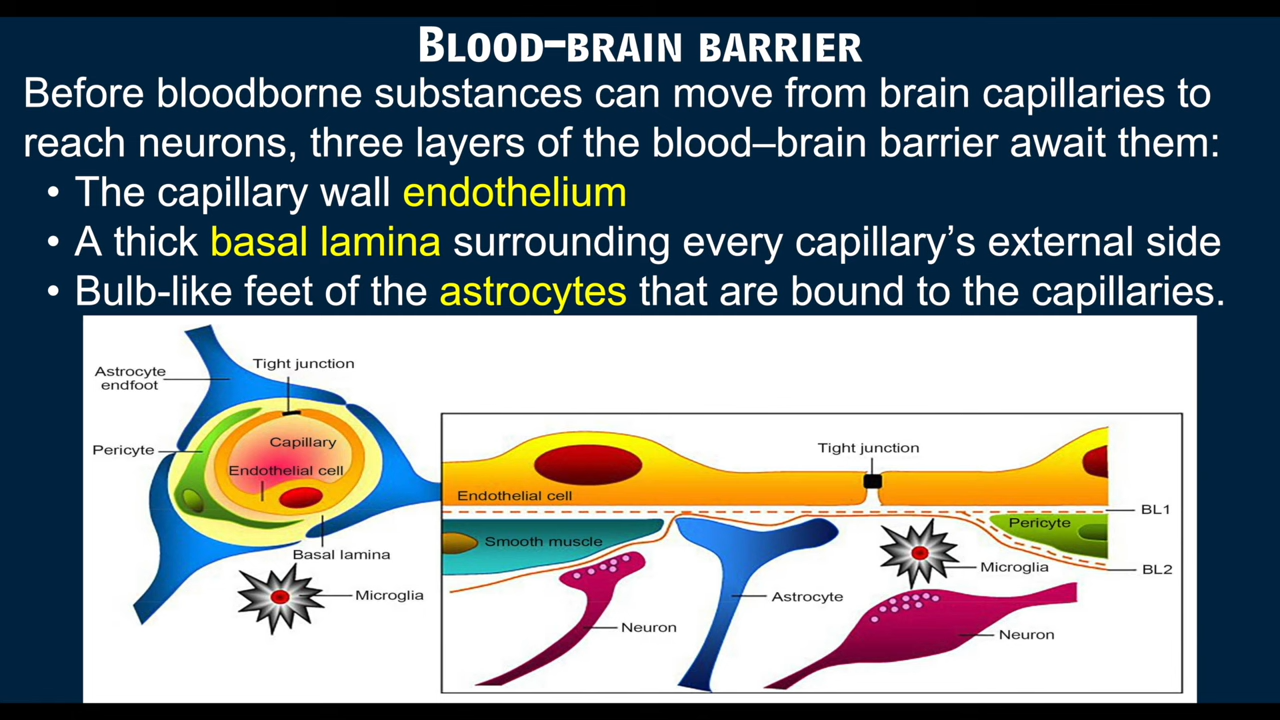 BLOOD–BRAIN BARRIER
Before bloodborne substances can move from brain capillaries to
reach neurons, three layers of the blood–brain barrier await them:
• The capillary wall endothelium
• A thick basal lamina surrounding every capillary’s external side
• Bulb-like feet of the astrocytes that are bound to the capillaries.
Astrocyte
endfoot
Tight junction
Pericyte
Capillary
Endothelial cell
Basal lamina
Microglia
Tight junction
Endothelial cell
BL1
Smooth muscle
Pericyte
Microglia
BL2
Astrocyte
Neuron
Neuron